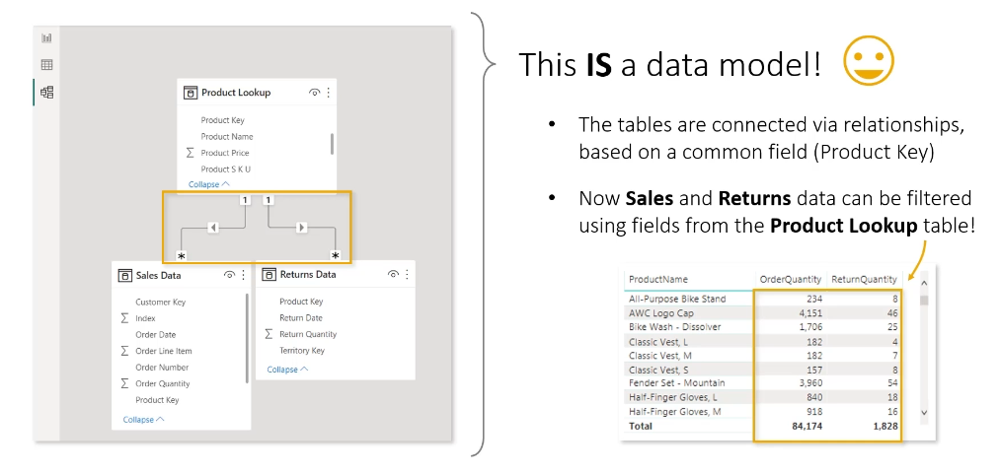 Product Lookup
Product Key
Product Name
Product Price
Product S K U
Collapse
1 1
* *
Sales Data
Customer Key
Index
Order Date
Order Line Item
Order Number
Order Quantity
Product Key
Collapse
Returns Data
Product Key
Return Date
Return Quantity
Territory Key
Collapse
This IS a data model!
• The tables are connected via relationships,
based on a common field (Product Key)
• Now Sales and Returns data can be filtered
using fields from the Product Lookup table!
ProductName OrderQuantity ReturnQuantity
All-Purpose Bike Stand 234 8
AWC Logo Cap 4,151 46
Bike Wash - Dissolver 1,706 25
Classic Vest, L 182 4
Classic Vest, M 182 7
Classic Vest, S 157 8
Fender Set - Mountain 3,960 54
Half-Finger Gloves, L 840 18
Half-Finger Gloves, M 918 16
Total 84,174 1,828